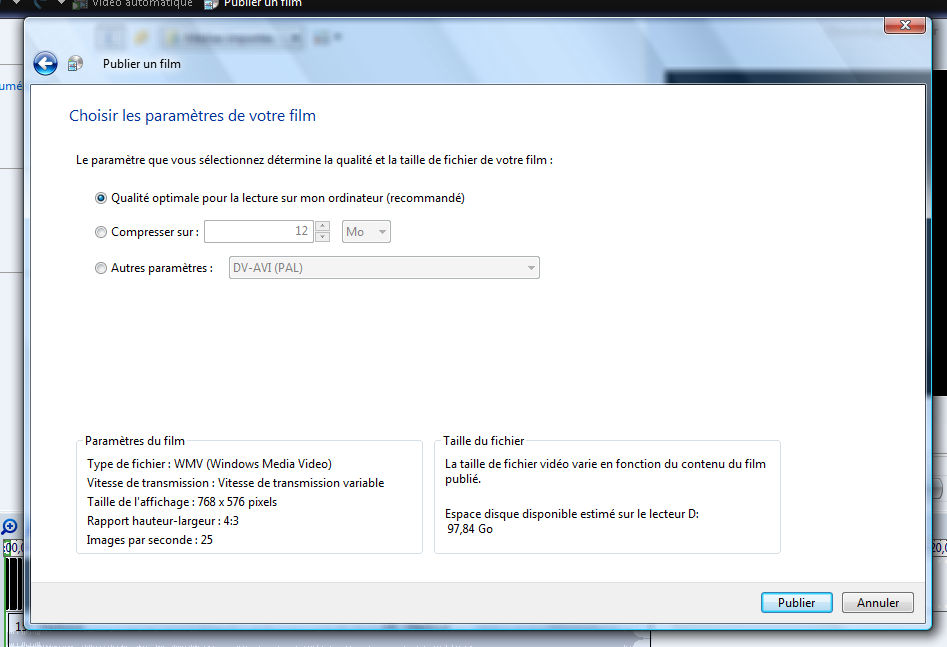 Vidéo automatique
Publier un film
Publier un film
Choisir les paramètres de votre film
Le paramètre que vous sélectionnez détermine la qualité et la taille de fichier de votre film :
Qualité optimale pour la lecture sur mon ordinateur (recommandé)
Compresser sur : 12 Mo
Autres paramètres : DV-AVI (PAL)
Paramètres du film
Type de fichier : WMV (Windows Media Video)
Vitesse de transmission : Vitesse de transmission variable
Taille de l'affichage : 768 x 576 pixels
Rapport hauteur-largeur : 4:3
Images par seconde : 25
Taille du fichier
La taille de fichier vidéo varie en fonction du contenu du film
publié.
Espace disque disponible estimé sur le lecteur D:
97,84 Go
Publier
Annuler